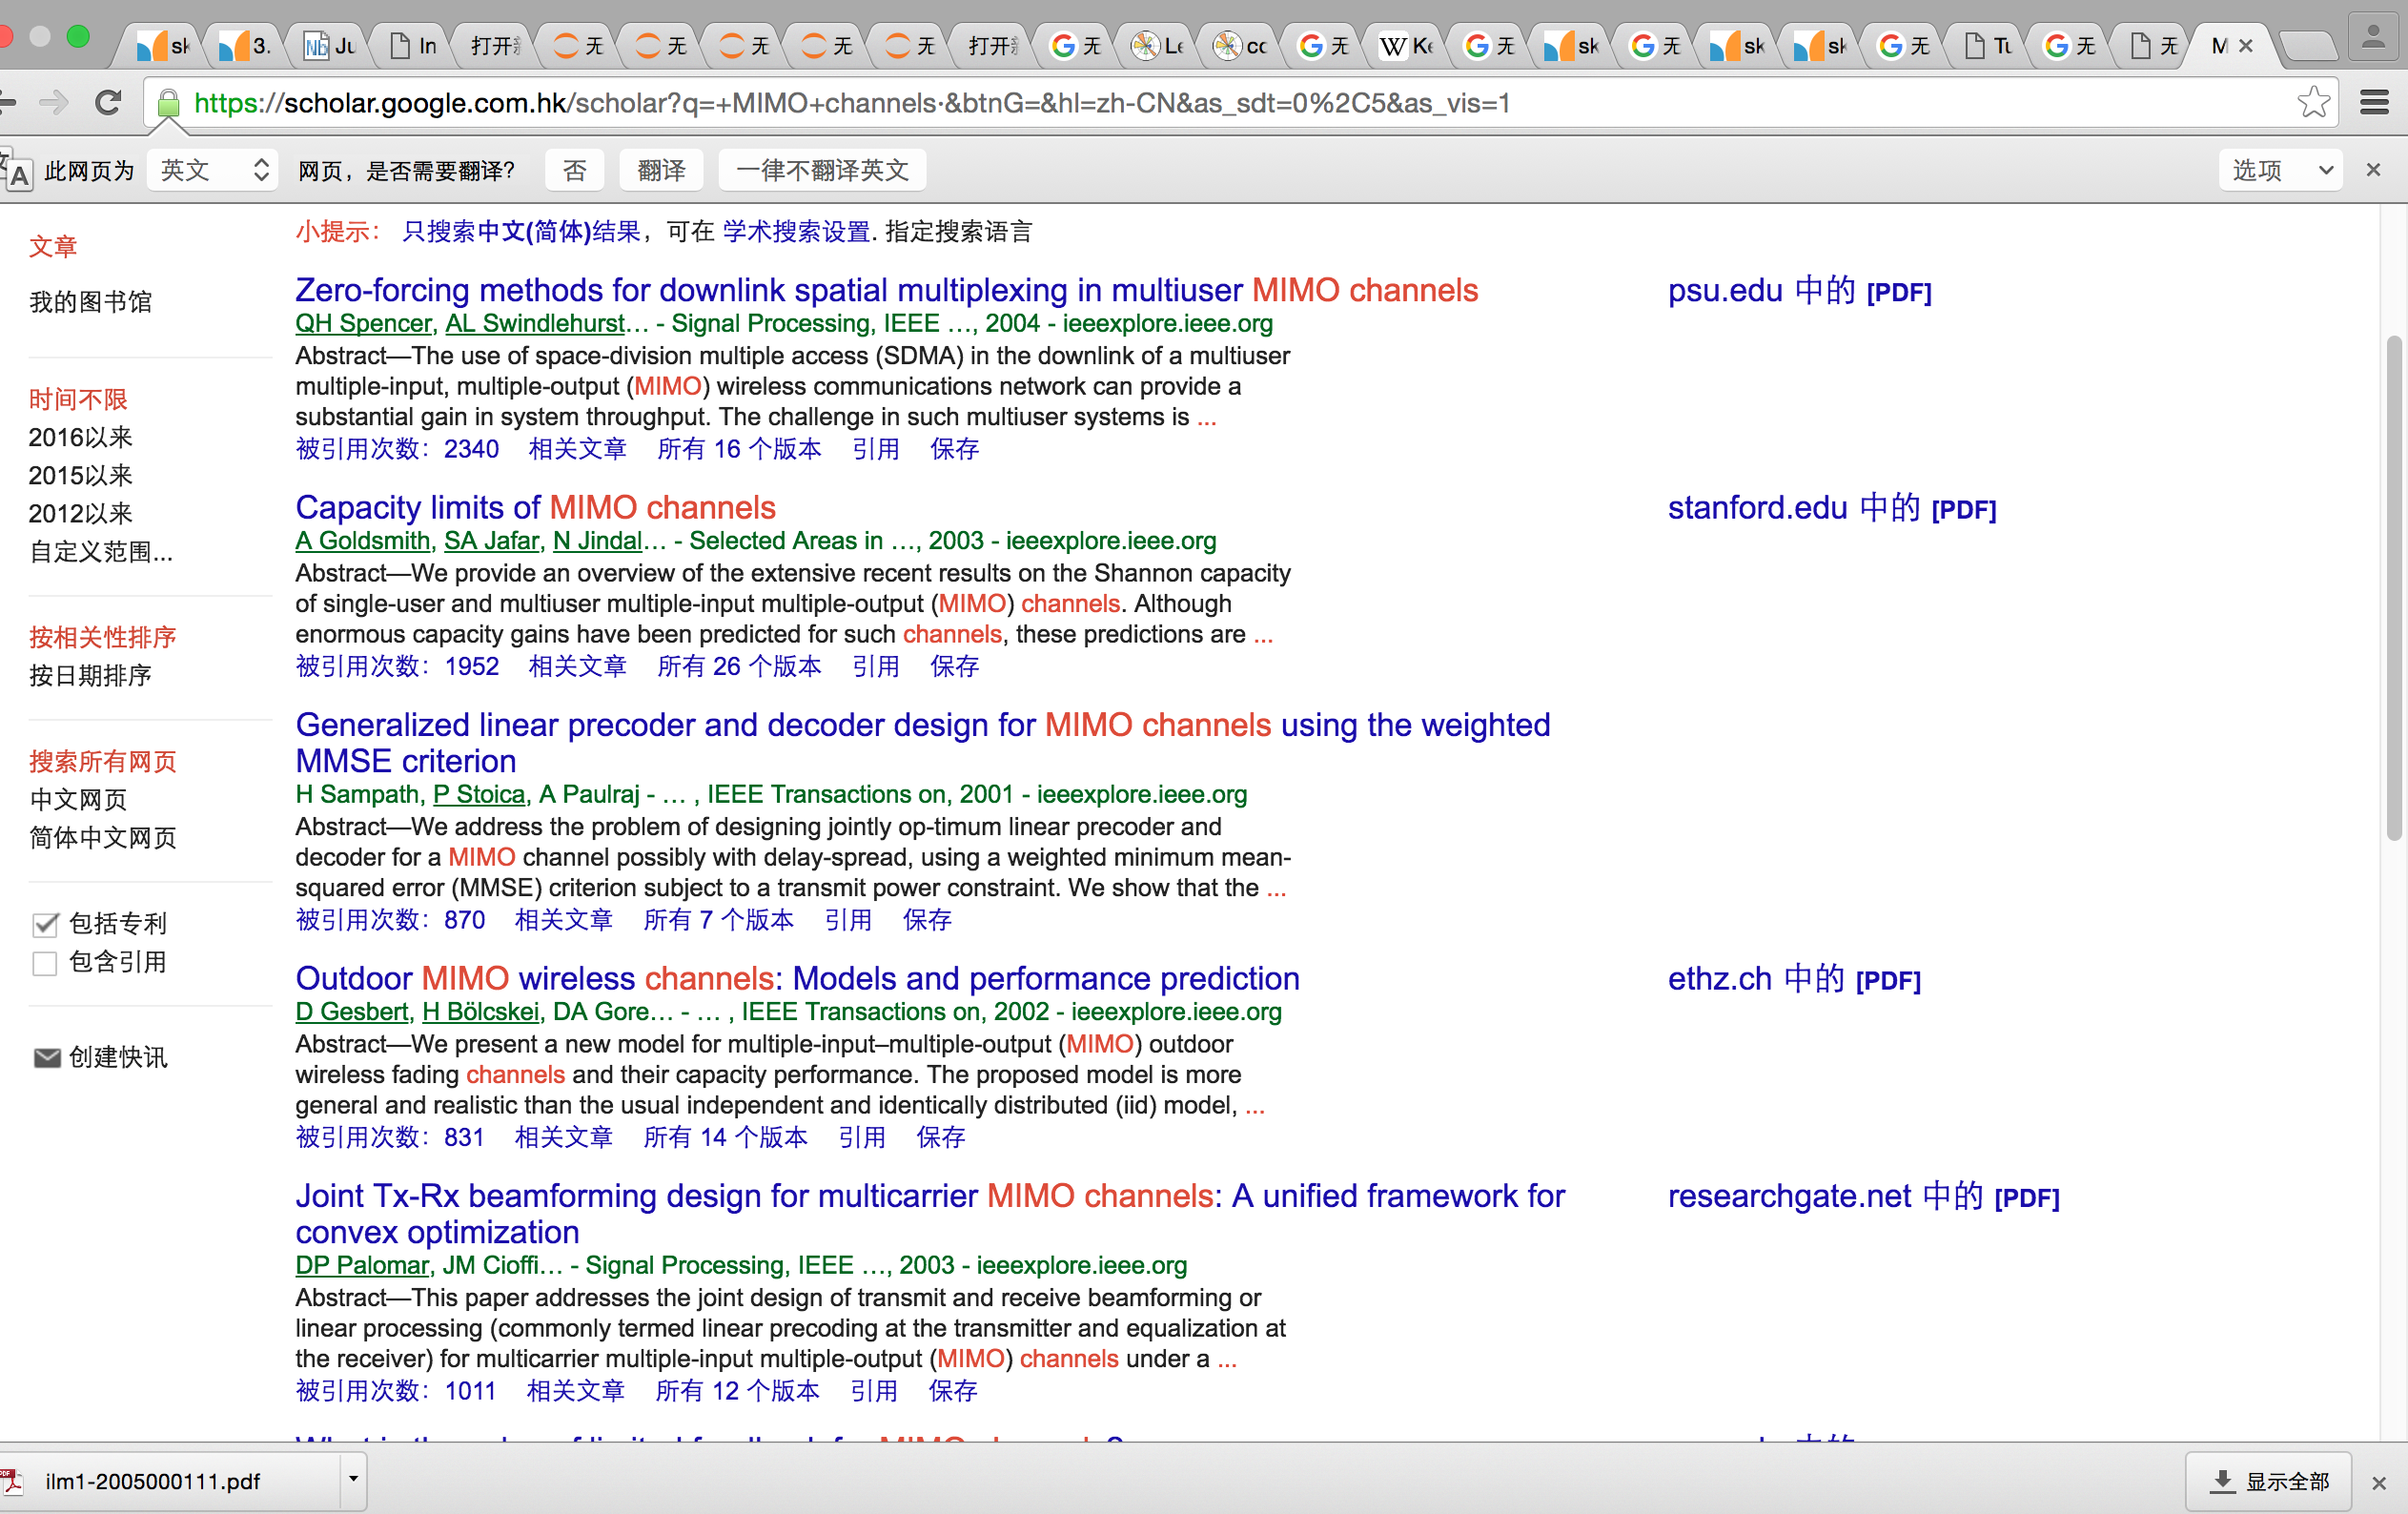 sk
3.
Nb Ju
In
打开新
无
无
无
无
无
打开新
无
Le
cc
无
W Ke
无
sk
无
sk
sk
无
Tu
无
无
M
https://scholar.google.com.hk/scholar?q=+MIMO+channels·&btnG=&hl=zh-CN&as_sdt=0%2C5&as_vis=1
此网页为 英文 网页，是否需要翻译？ 否 翻译 一律不翻译英文 选项
小提示： 只搜索中文(简体)结果，可在 学术搜索设置. 指定搜索语言
文章
我的图书馆
时间不限
2016以来
2015以来
2012以来
自定义范围...
按相关性排序
按日期排序
搜索所有网页
中文网页
简体中文网页
包括专利
包含引用
创建快讯
Zero-forcing methods for downlink spatial multiplexing in multiuser MIMO channels
psu.edu 中的 [PDF]
QH Spencer, AL Swindlehurst… - Signal Processing, IEEE …, 2004 - ieeexplore.ieee.org
Abstract—The use of space-division multiple access (SDMA) in the downlink of a multiuser
multiple-input, multiple-output (MIMO) wireless communications network can provide a
substantial gain in system throughput. The challenge in such multiuser systems is ...
被引用次数：2340 相关文章 所有 16 个版本 引用 保存
Capacity limits of MIMO channels
stanford.edu 中的 [PDF]
A Goldsmith, SA Jafar, N Jindal… - Selected Areas in …, 2003 - ieeexplore.ieee.org
Abstract—We provide an overview of the extensive recent results on the Shannon capacity
of single-user and multiuser multiple-input multiple-output (MIMO) channels. Although
enormous capacity gains have been predicted for such channels, these predictions are ...
被引用次数：1952 相关文章 所有 26 个版本 引用 保存
Generalized linear precoder and decoder design for MIMO channels using the weighted
MMSE criterion
H Sampath, P Stoica, A Paulraj - … , IEEE Transactions on, 2001 - ieeexplore.ieee.org
Abstract—We address the problem of designing jointly op-timum linear precoder and
decoder for a MIMO channel possibly with delay-spread, using a weighted minimum mean-
squared error (MMSE) criterion subject to a transmit power constraint. We show that the ...
被引用次数：870 相关文章 所有 7 个版本 引用 保存
Outdoor MIMO wireless channels: Models and performance prediction
ethz.ch 中的 [PDF]
D Gesbert, H Bölcskei, DA Gore… - … , IEEE Transactions on, 2002 - ieeexplore.ieee.org
Abstract—We present a new model for multiple-input–multiple-output (MIMO) outdoor
wireless fading channels and their capacity performance. The proposed model is more
general and realistic than the usual independent and identically distributed (iid) model, ...
被引用次数：831 相关文章 所有 14 个版本 引用 保存
Joint Tx-Rx beamforming design for multicarrier MIMO channels: A unified framework for
convex optimization
researchgate.net 中的 [PDF]
DP Palomar, JM Cioffi… - Signal Processing, IEEE …, 2003 - ieeexplore.ieee.org
Abstract—This paper addresses the joint design of transmit and receive beamforming or
linear processing (commonly termed linear precoding at the transmitter and equalization at
the receiver) for multicarrier multiple-input multiple-output (MIMO) channels under a ...
被引用次数：1011 相关文章 所有 12 个版本 引用 保存
ilm1-2005000111.pdf
显示全部